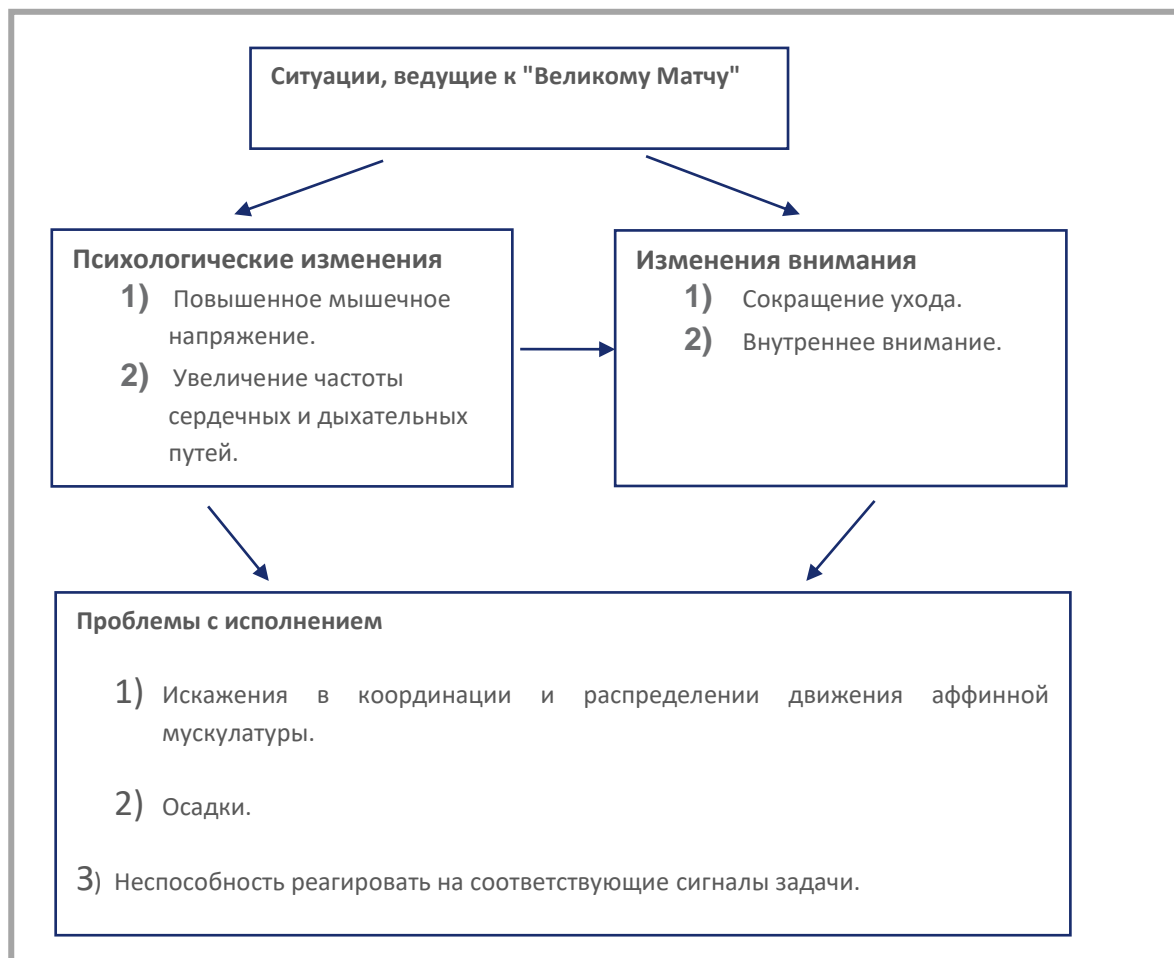 Ситуации, ведущие к "Великому Матчу"
Психологические изменения
1) Повышенное мышечное
напряжение.
2) Увеличение частоты
сердечных и дыхательных
путей.
Изменения внимания
1) Сокращение ухода.
2) Внутреннее внимание.
Проблемы с исполнением
1) Искажения в координации и распределении движения аффинной
мускулатуры.
2) Осадки.
3) Неспособность реагировать на соответствующие сигналы задачи.